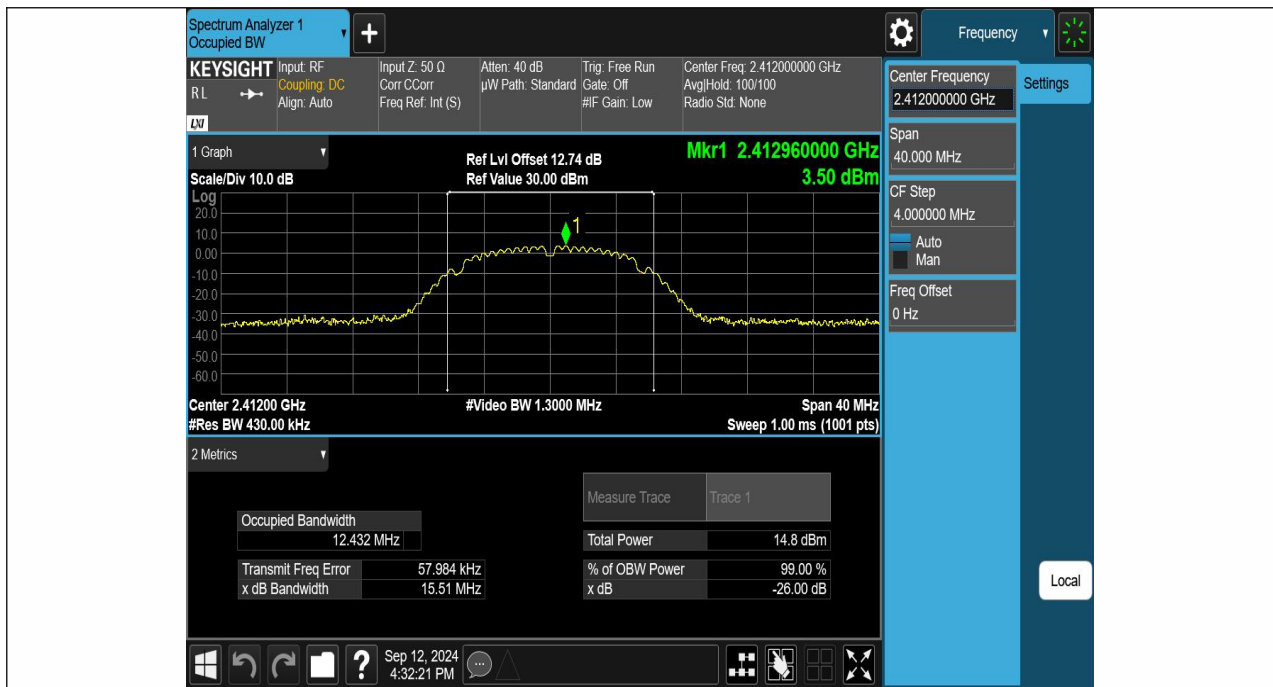 Spectrum Analyzer 1
Occupied BW
+
Frequency
KEYSIGHT
R L
LXI
Input: RF
Coupling: DC
Align: Auto
Input Z: 50 Ω
Corr CCorr
Freq Ref: Int (S)
Atten: 40 dB
µW Path: Standard
Trig: Free Run
Gate: Off
#IF Gain: Low
Center Freq: 2.412000000 GHz
Avg|Hold: 100/100
Radio Std: None
Center Frequency
2.412000000 GHz
Settings
Span
40.000 MHz
CF Step
4.000000 MHz
Auto
Man
Freq Offset
0 Hz
Local
1 Graph
Scale/Div 10.0 dB
Ref Lvl Offset 12.74 dB
Ref Value 30.00 dBm
Mkr1 2.412960000 GHz
3.50 dBm
Log
20.0
10.0
0.00
-10.0
-20.0
-30.0
-40.0
-50.0
-60.0
1
Center 2.41200 GHz
#Res BW 430.00 kHz
#Video BW 1.3000 MHz
Span 40 MHz
Sweep 1.00 ms (1001 pts)
2 Metrics
Measure Trace Trace 1
Occupied Bandwidth
12.432 MHz
Total Power 14.8 dBm
Transmit Freq Error 57.984 kHz
% of OBW Power 99.00 %
x dB Bandwidth 15.51 MHz
x dB -26.00 dB
?
Sep 12, 2024
4:32:21 PM